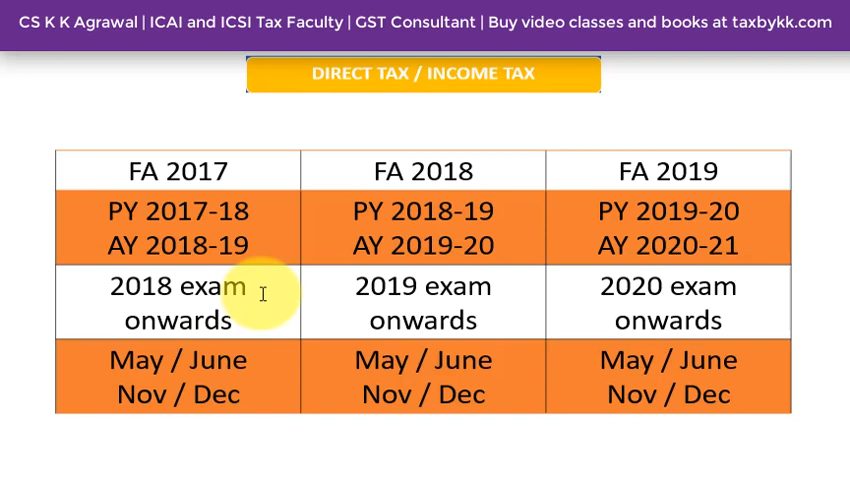 CS K K Agrawal | ICAI and ICSI Tax Faculty | GST Consultant | Buy video classes and books at taxbykk.com
DIRECT TAX / INCOME TAX
FA 2017 FA 2018 FA 2019
PY 2017-18 PY 2018-19 PY 2019-20
AY 2018-19 AY 2019-20 AY 2020-21
2018 exam 2019 exam 2020 exam
onwards onwards onwards
May / June May / June May / June
Nov / Dec Nov / Dec Nov / Dec